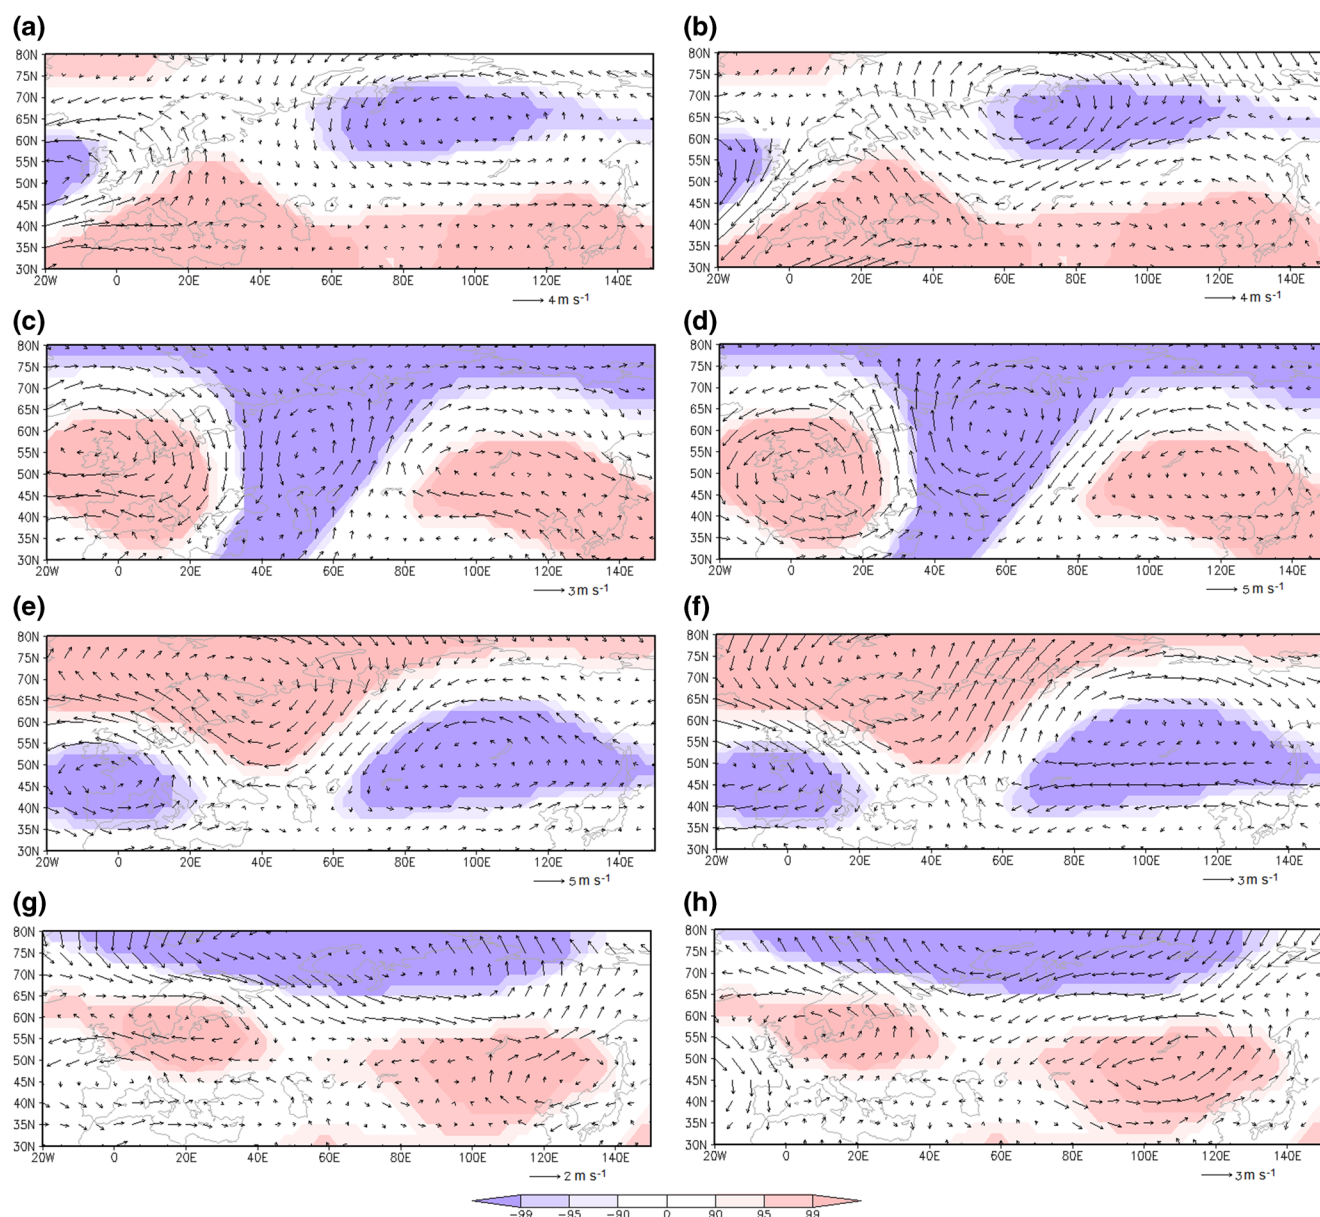 (a)
80N
75N
70N
65N
60N
55N
50N
45N
40N
35N
30N
20W 0 20E 40E 60E 80E 100E 120E 140E
4 m s-1
(b)
80N
75N
70N
65N
60N
55N
50N
45N
40N
35N
30N
20W 0 20E 40E 60E 80E 100E 120E 140E
4 m s-1
(c)
80N
75N
70N
65N
60N
55N
50N
45N
40N
35N
30N
20W 0 20E 40E 60E 80E 100E 120E 140E
3 m s-1
(d)
80N
75N
70N
65N
60N
55N
50N
45N
40N
35N
30N
20W 0 20E 40E 60E 80E 100E 120E 140E
5 m s-1
(e)
80N
75N
70N
65N
60N
55N
50N
45N
40N
35N
30N
20W 0 20E 40E 60E 80E 100E 120E 140E
5 m s-1
(f)
80N
75N
70N
65N
60N
55N
50N
45N
40N
35N
30N
20W 0 20E 40E 60E 80E 100E 120E 140E
3 m s-1
(g)
80N
75N
70N
65N
60N
55N
50N
45N
40N
35N
30N
20W 0 20E 40E 60E 80E 100E 120E 140E
2 m s-1
(h)
80N
75N
70N
65N
60N
55N
50N
45N
40N
35N
30N
20W 0 20E 40E 60E 80E 100E 120E 140E
3 m s-1
-99 -95 -90 0 90 95 99